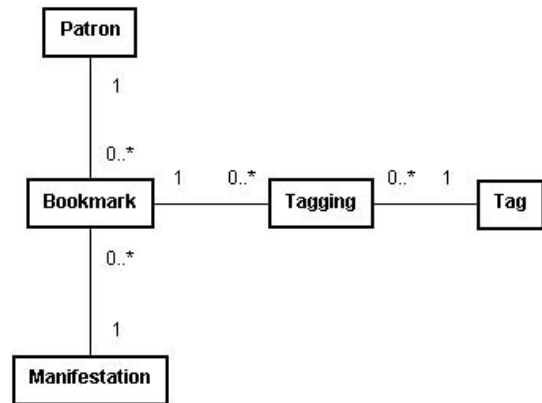 Patron
1
0..*
Bookmark 1 0..* Tagging 0..* 1 Tag
0..*
1
Manifestation